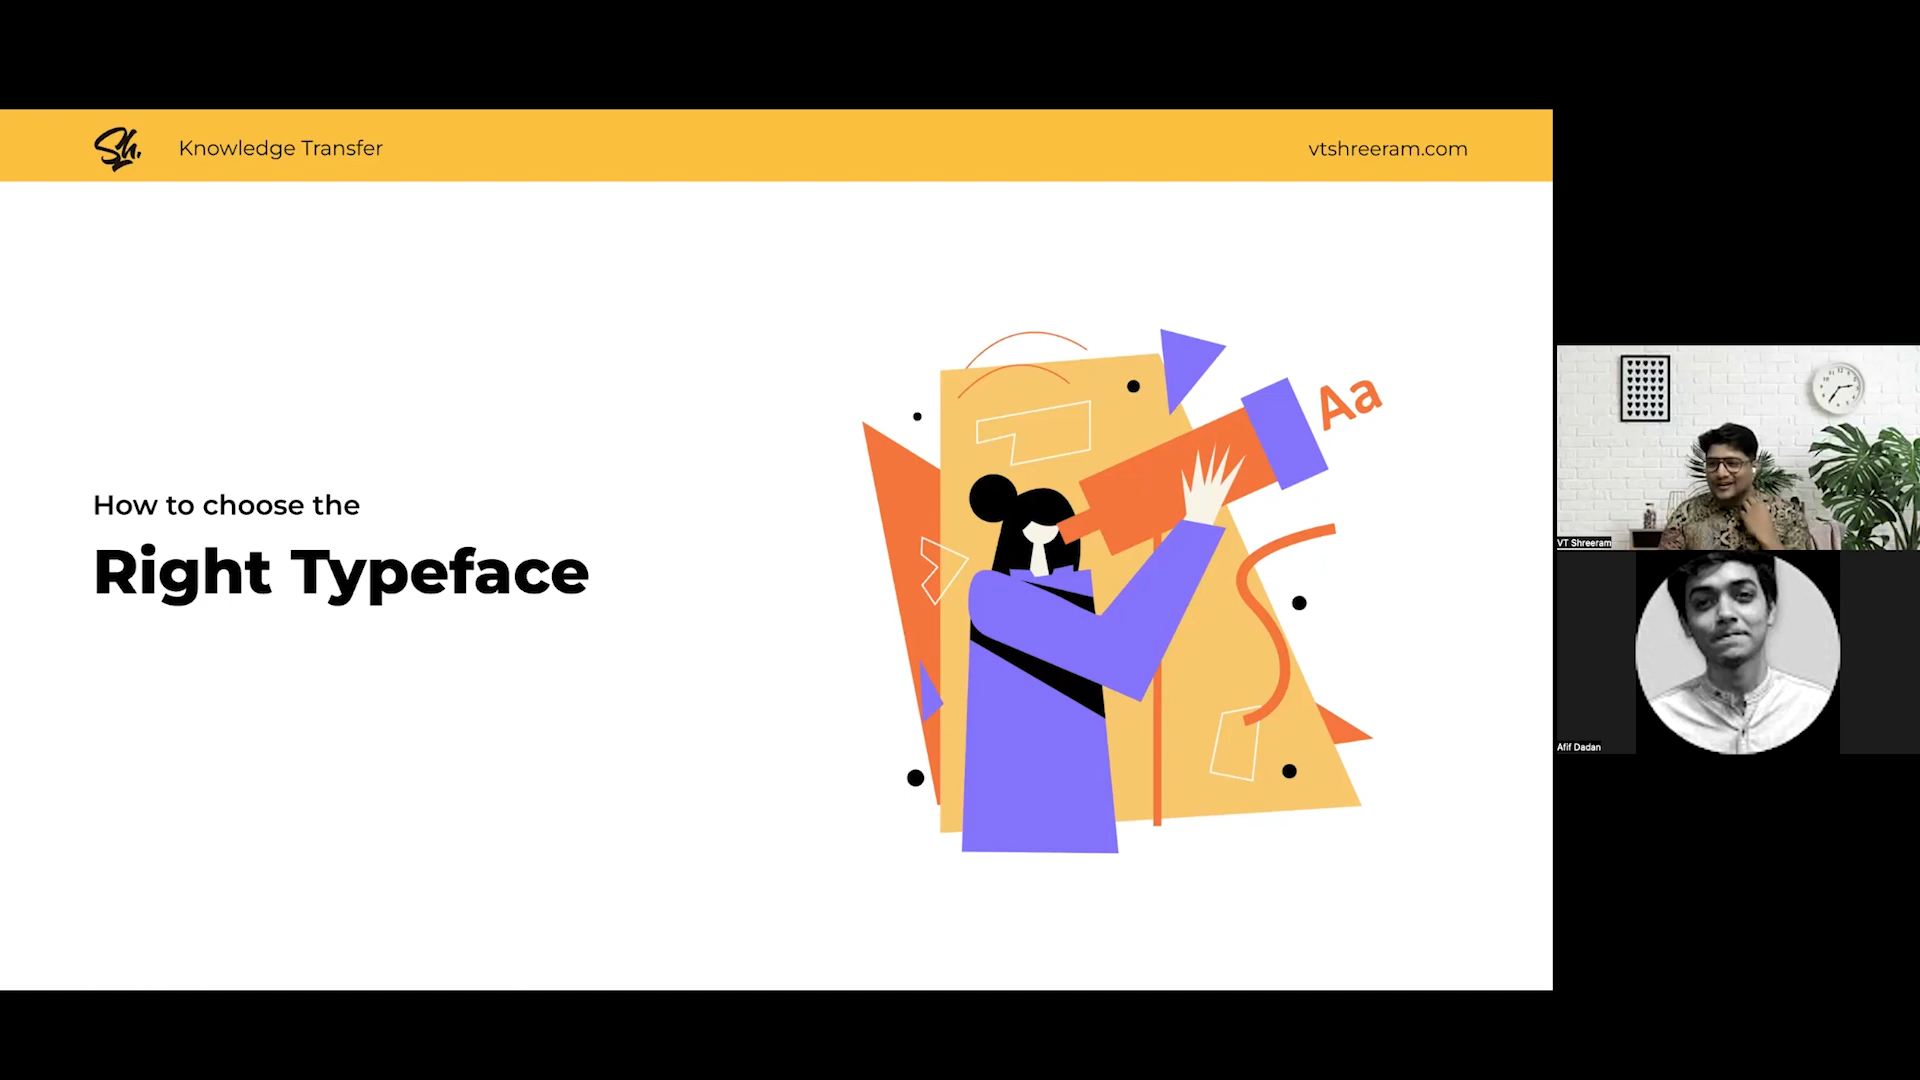 Sh.
Knowledge Transfer
vtshreeram.com
How to choose the
Right Typeface
Aa
VT Shreeram
Afif Dadan